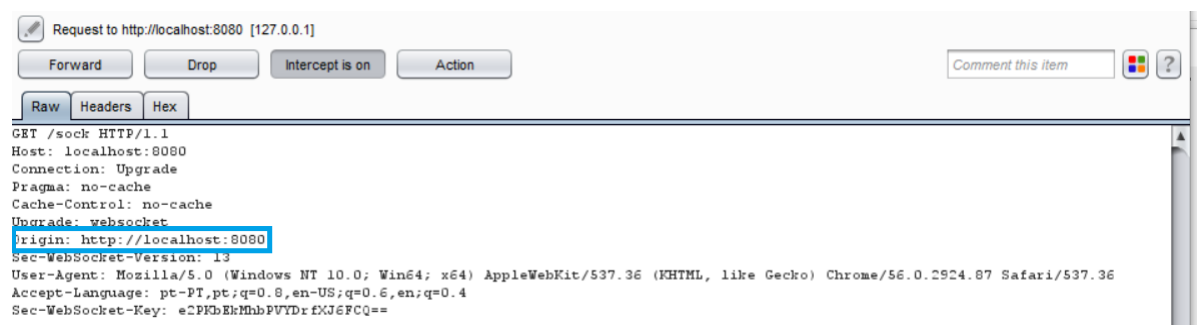 Request to http://localhost:8080 [127.0.0.1]
Forward Drop Intercept is on Action Comment this item ?
Raw Headers Hex
GET /sock HTTP/1.1
Host: localhost:8080
Connection: Upgrade
Pragma: no-cache
Cache-Control: no-cache
Upgrade: websocket
Origin: http://localhost:8080
Sec-WebSocket-Version: 13
User-Agent: Mozilla/5.0 (Windows NT 10.0; Win64; x64) AppleWebKit/537.36 (KHTML, like Gecko) Chrome/56.0.2924.87 Safari/537.36
Accept-Language: pt-PT,pt;q=0.8,en-US;q=0.6,en;q=0.4
Sec-WebSocket-Key: e2PKbEkMhbPVYDrfXJ6FCQ==